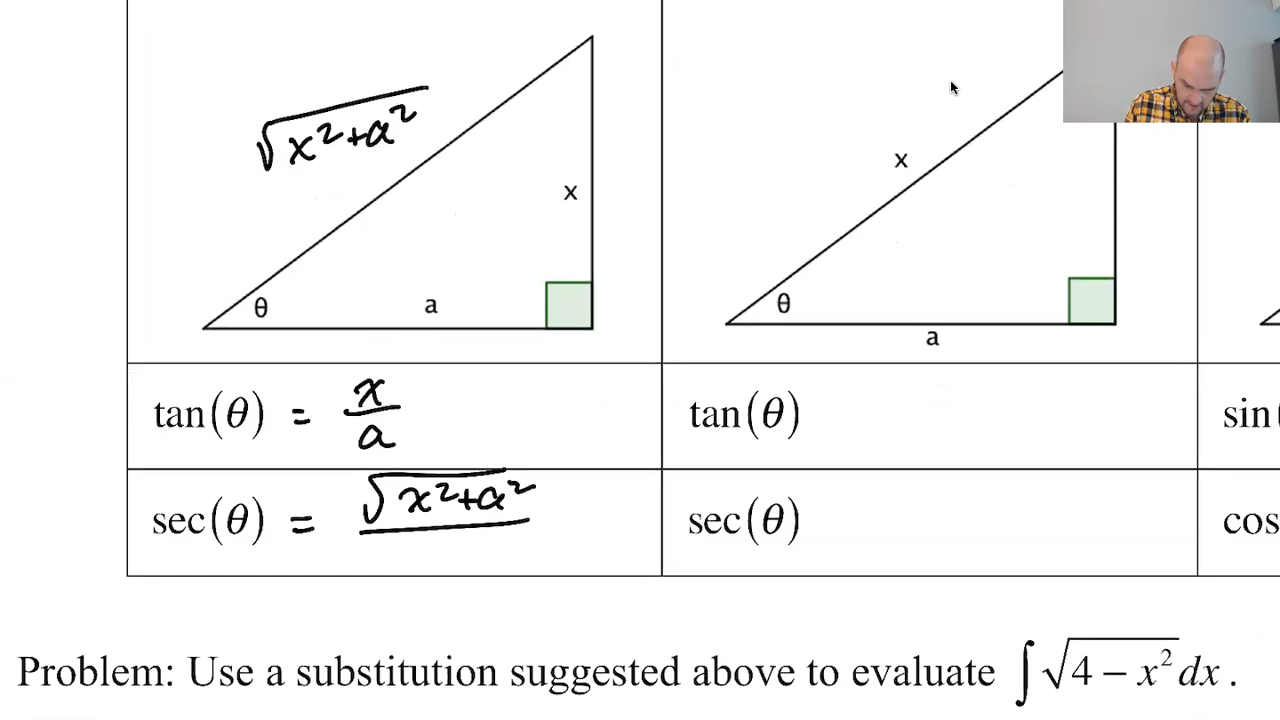 √x²+a²
x
θ
a
x
θ
a
tan(θ) = x/a
tan(θ)
sin(
sec(θ) = √x²+a²
sec(θ)
cos
Problem: Use a substitution suggested above to evaluate ∫√4 − x² dx .